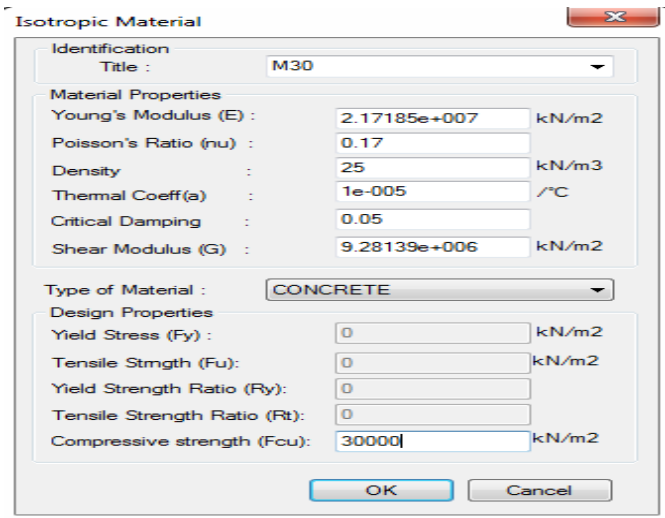 Isotropic Material
Identification
Title : M30
Material Properties
Young's Modulus (E) : 2.17185e+007 kN/m2
Poisson's Ratio (nu) : 0.17
Density : 25 kN/m3
Thermal Coeff(a) : 1e-005 /°C
Critical Damping : 0.05
Shear Modulus (G) : 9.28139e+006 kN/m2
Type of Material : CONCRETE
Design Properties
Yield Stress (Fy) : 0 kN/m2
Tensile Strngth (Fu): 0 kN/m2
Yield Strength Ratio (Ry): 0
Tensile Strength Ratio (Rt): 0
Compressive strength (Fcu): 30000 kN/m2
OK Cancel